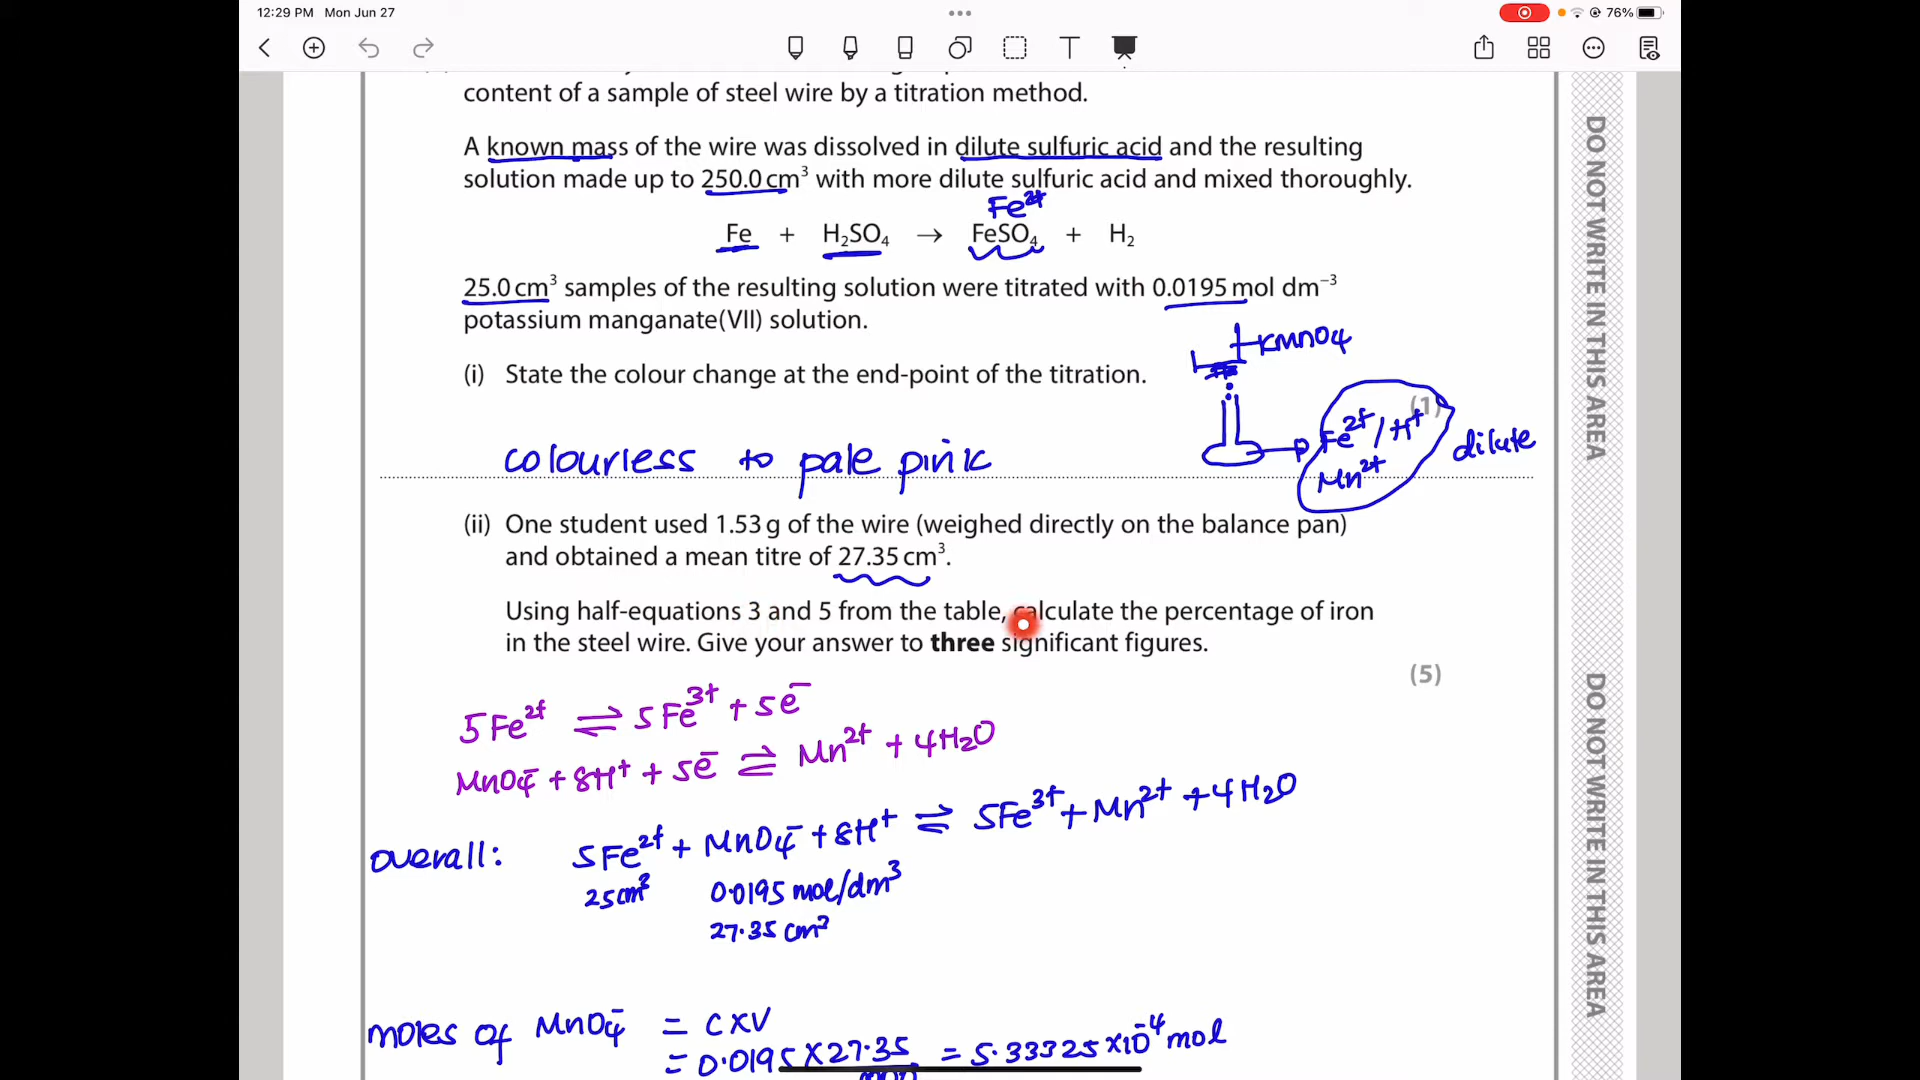 12:29 PM Mon Jun 27
76%
content of a sample of steel wire by a titration method.
A known mass of the wire was dissolved in dilute sulfuric acid and the resulting
solution made up to 250.0 cm³ with more dilute sulfuric acid and mixed thoroughly.
Fe²⁺
Fe + H₂SO₄ → FeSO₄ + H₂
25.0 cm³ samples of the resulting solution were titrated with 0.0195 mol dm⁻³
potassium manganate(VII) solution.
KMnO4
(i) State the colour change at the end-point of the titration.
(1)
Fe²⁺/H⁺
Mn²⁺
dilute
colourless to pale pink
(ii) One student used 1.53 g of the wire (weighed directly on the balance pan)
and obtained a mean titre of 27.35 cm³.
Using half-equations 3 and 5 from the table, calculate the percentage of iron
in the steel wire. Give your answer to three significant figures.
(5)
5Fe²⁺ ⇌ 5Fe³⁺ + 5e⁻
MnO4⁻ + 8H⁺ + 5e⁻ ⇌ Mn²⁺ + 4H2O
overall: 5Fe²⁺ + MnO4⁻ + 8H⁺ ⇌ 5Fe³⁺ + Mn²⁺ + 4H2O
25cm³ 0.0195 mol/dm³
27.35 cm³
moles of MnO4⁻ = C×V
= 0.0195×27.35 = 5.33325×10⁻⁴ mol
DO NOT WRITE IN THIS AREA
DO NOT WRITE IN THIS AREA